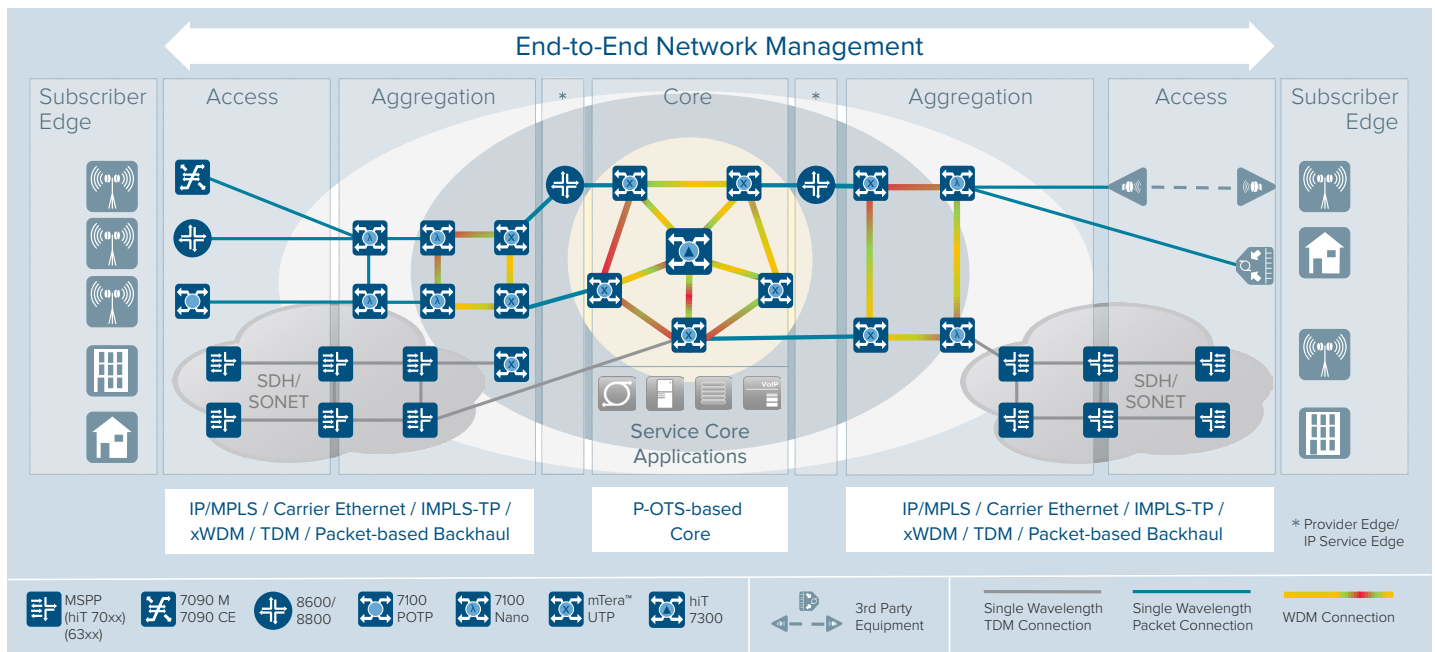 End-to-End Network Management
Subscriber
Edge
Access
Aggregation
*
Core
*
Aggregation
Access
Subscriber
Edge
SDH/
SONET
VoIP
Service Core
Applications
SDH/
SONET
IP/MPLS / Carrier Ethernet / IMPLS-TP /
xWDM / TDM / Packet-based Backhaul
P-OTS-based
Core
IP/MPLS / Carrier Ethernet / IMPLS-TP /
xWDM / TDM / Packet-based Backhaul
* Provider Edge/
IP Service Edge
MSPP
(hiT 70xx)
(63xx)
7090 M
7090 CE
8600/
8800
7100
POTP
7100
Nano
mTera™
UTP
hiT
7300
3rd Party
Equipment
Single Wavelength
TDM Connection
Single Wavelength
Packet Connection
WDM Connection